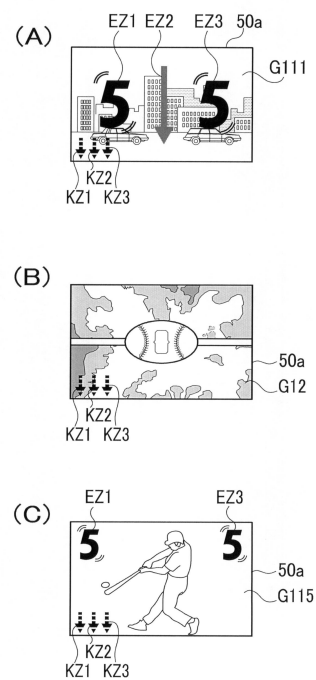 (A)
EZ1 EZ2 EZ3 50a
G111
5 5
KZ1 KZ2 KZ3
(B)
50a
G12
KZ1 KZ2 KZ3
(C)
EZ1 EZ3
5 5
50a
G115
KZ1 KZ2 KZ3